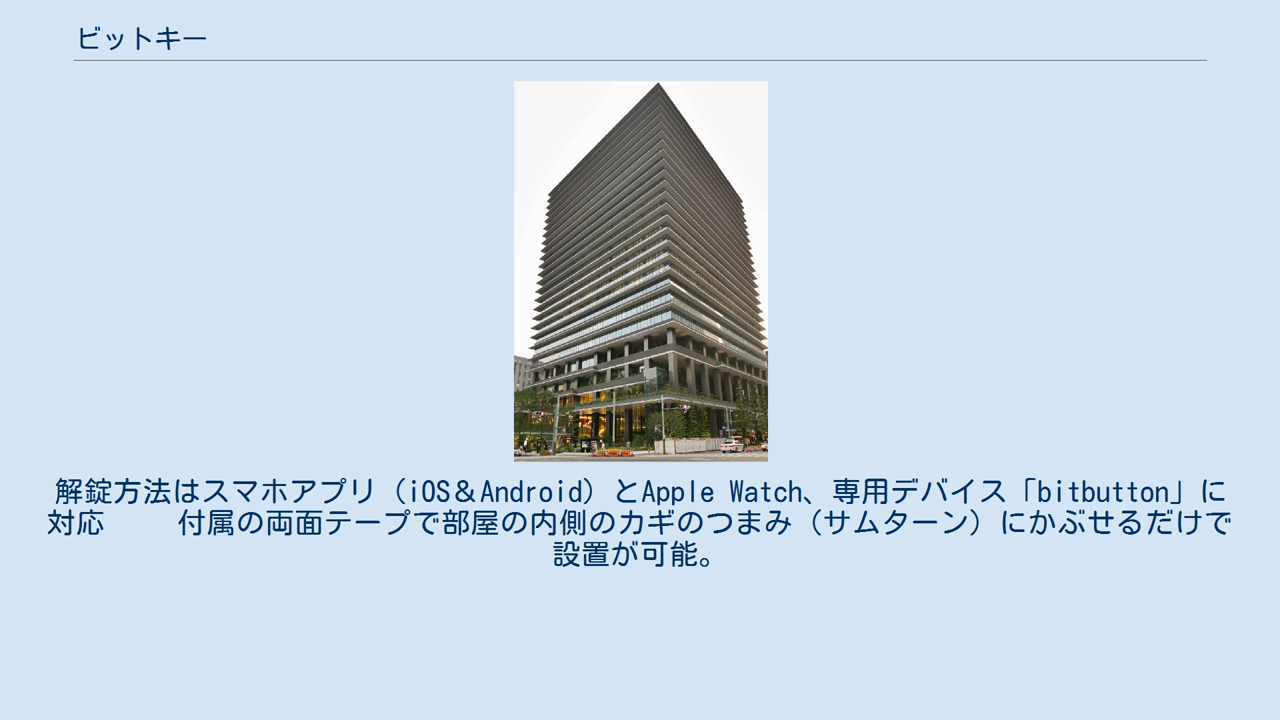 ビットキー
解錠方法はスマホアプリ（iOS＆Android）とApple Watch、専用デバイス「bitbutton」に
対応　　付属の両面テープで部屋の内側のカギのつまみ（サムターン）にかぶせるだけで
設置が可能。